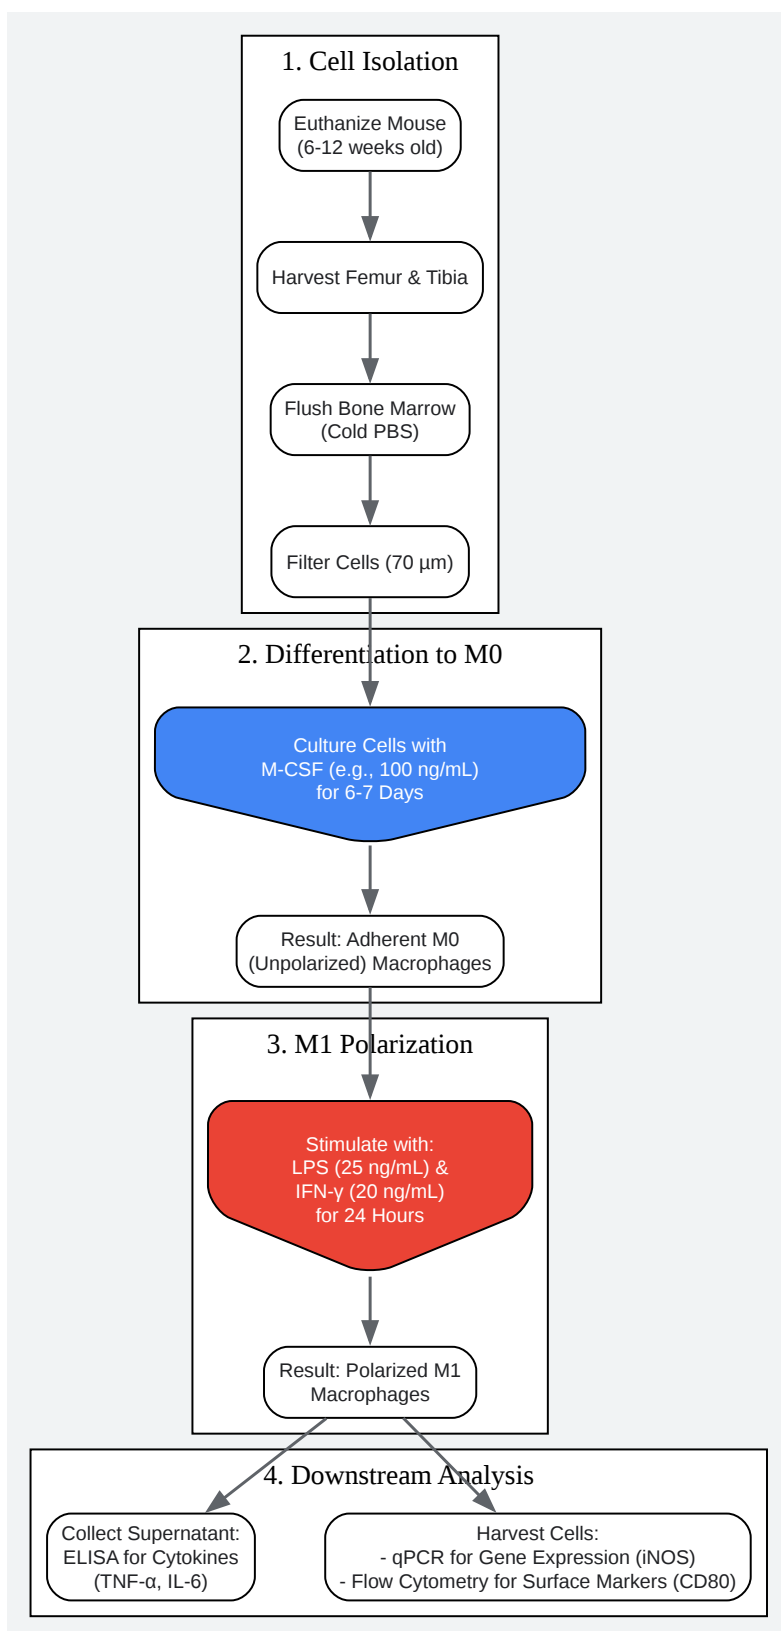 1. Cell Isolation
Euthanize Mouse
(6-12 weeks old)
Harvest Femur & Tibia
Flush Bone Marrow
(Cold PBS)
Filter Cells (70 µm)
2. Differentiation to M0
Culture Cells with
M-CSF (e.g., 100 ng/mL)
for 6-7 Days
Result: Adherent M0
(Unpolarized) Macrophages
3. M1 Polarization
Stimulate with:
LPS (25 ng/mL) &
IFN-γ (20 ng/mL)
for 24 Hours
Result: Polarized M1
Macrophages
4. Downstream Analysis
Collect Supernatant:
ELISA for Cytokines
(TNF-α, IL-6)
Harvest Cells:
- qPCR for Gene Expression (iNOS)
- Flow Cytometry for Surface Markers (CD80)